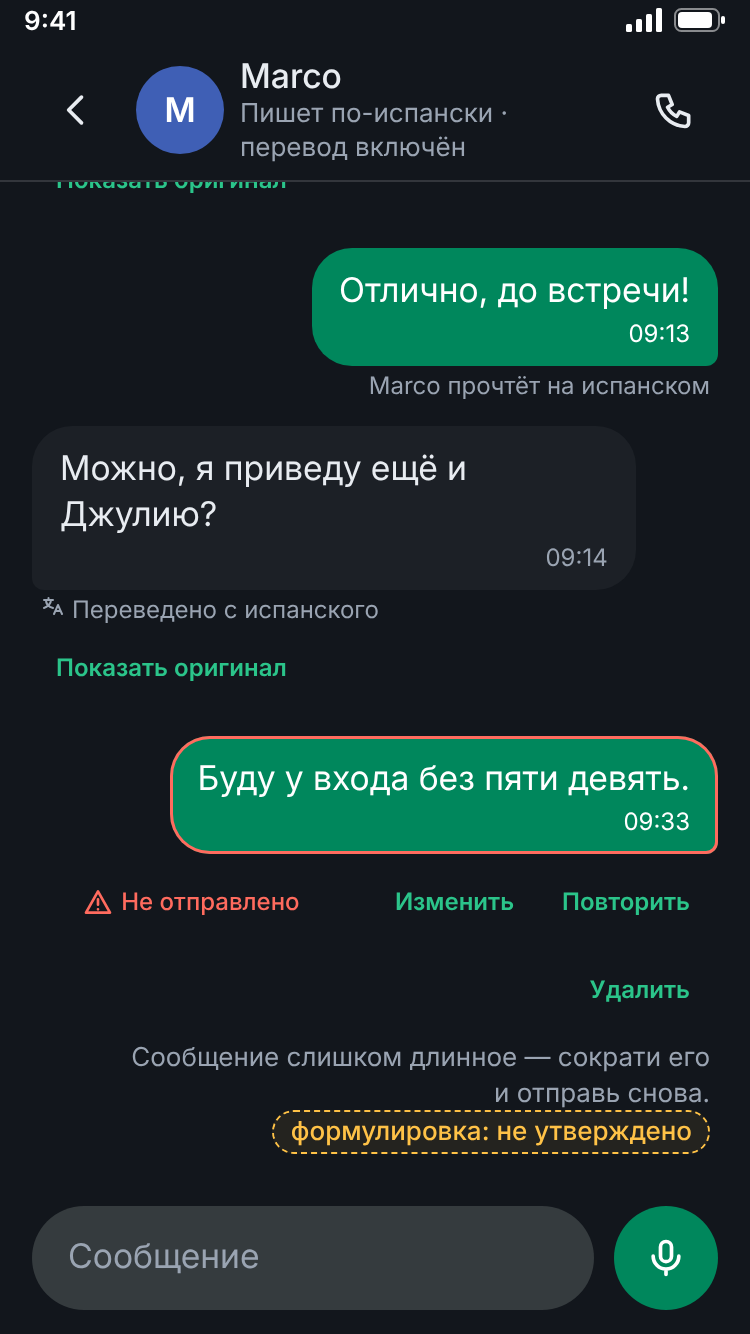 9:41
M
Marco
Пишет по-испански ·
перевод включён
Показать оригинал
Отлично, до встречи!
09:13
Marco прочтёт на испанском
Можно, я приведу ещё и
Джулию?
09:14
Переведено с испанского
Показать оригинал
Буду у входа без пяти девять.
09:33
Не отправлено Изменить Повторить
Удалить
Сообщение слишком длинное — сократи его
и отправь снова.
формулировка: не утверждено
Сообщение